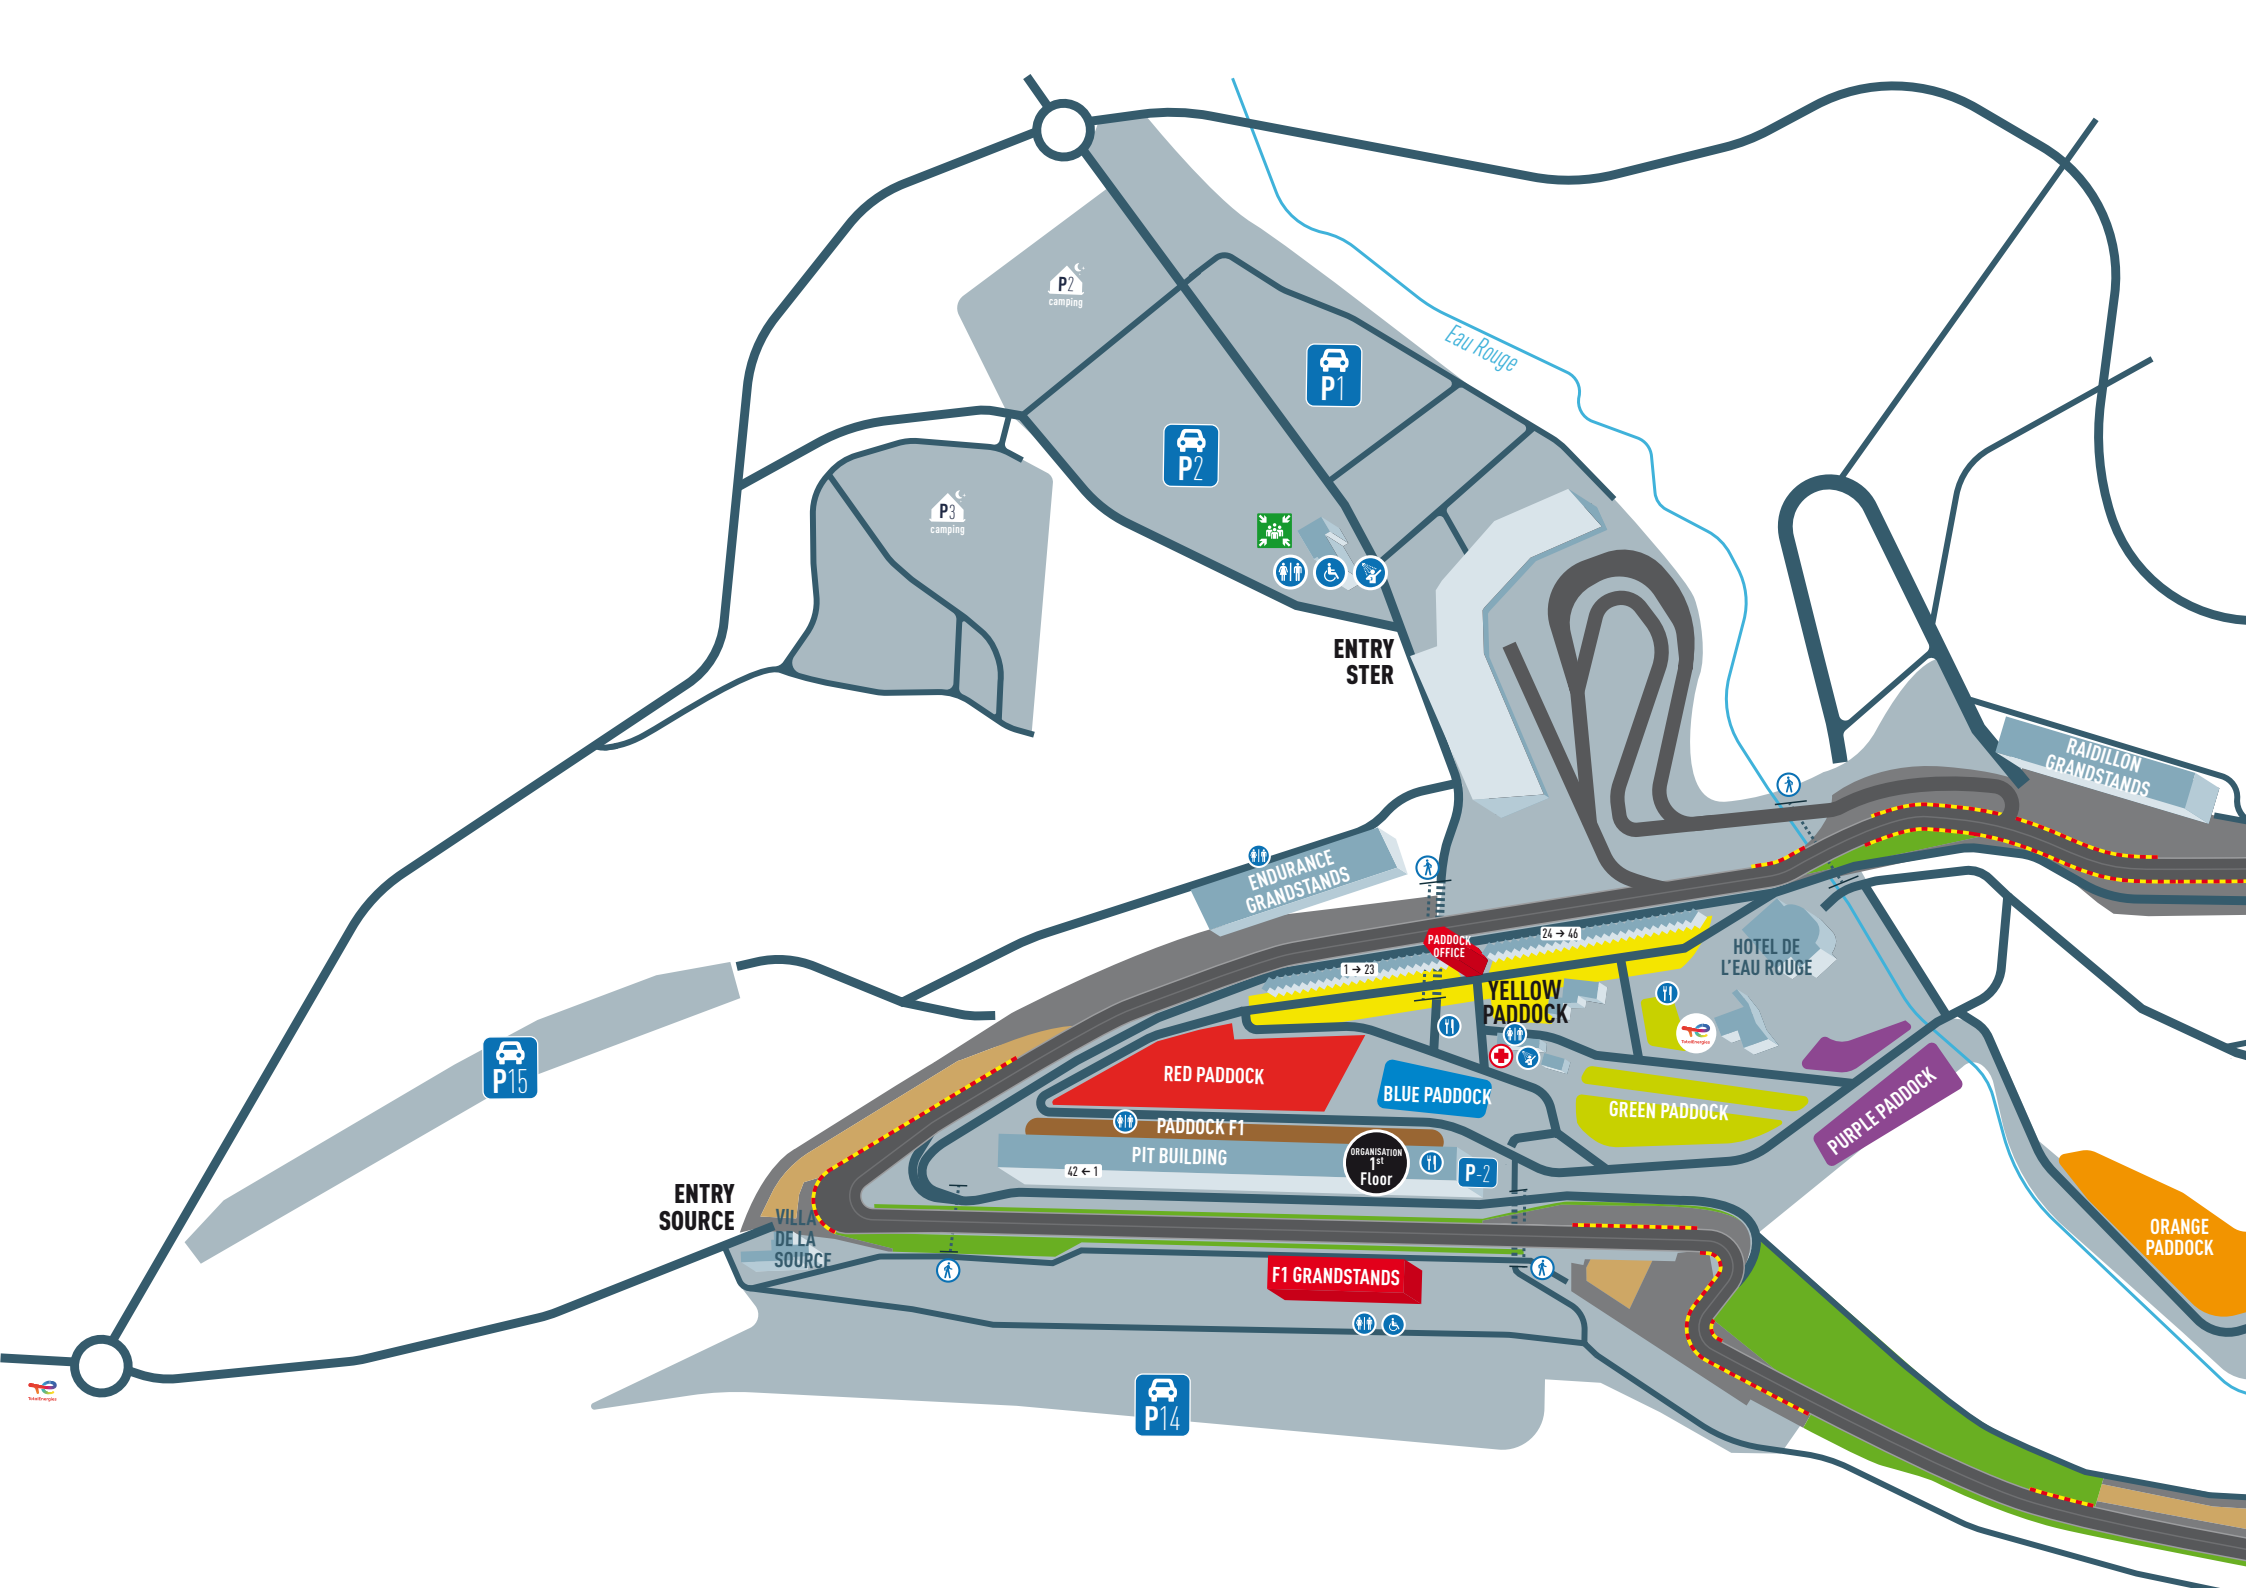 P2
camping
Eau Rouge
P1
P2
P3
camping
ENTRY
STER
RAIDILLON
GRANDSTANDS
ENDURANCE
GRANDSTANDS
24 → 46
PADDOCK
OFFICE
1 → 23
HOTEL DE
L'EAU ROUGE
YELLOW
PADDOCK
TotalEnergies
P15
RED PADDOCK
BLUE PADDOCK
GREEN PADDOCK
PURPLE PADDOCK
PADDOCK F1
PIT BUILDING
42 ← 1
ORGANISATION
1st
Floor
P-2
ENTRY
SOURCE
VILLA
DE LA
SOURCE
ORANGE
PADDOCK
F1 GRANDSTANDS
P14
TotalEnergies